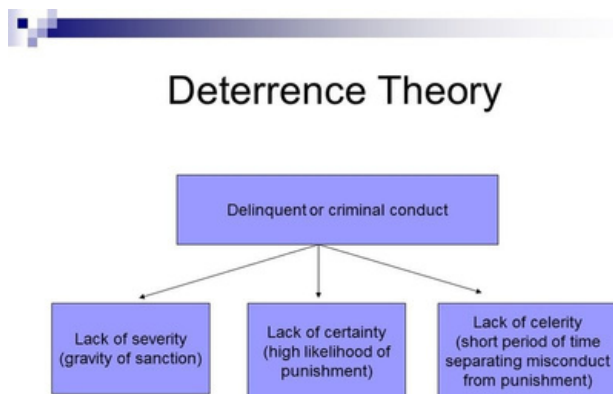 Deterrence Theory
Delinquent or criminal conduct
Lack of severity
(gravity of sanction)
Lack of certainty
(high likelihood of
punishment)
Lack of celerity
(short period of time
separating misconduct
from punishment)